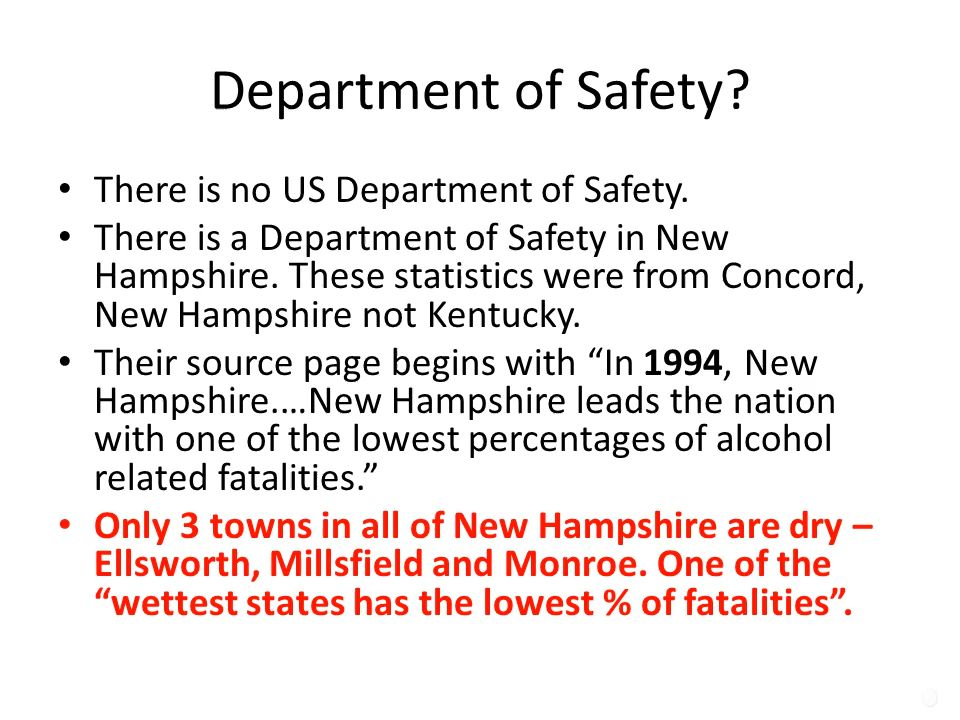 Department of Safety?
• There is no US Department of Safety.
• There is a Department of Safety in New
Hampshire. These statistics were from Concord,
New Hampshire not Kentucky.
• Their source page begins with “In 1994, New
Hampshire.…New Hampshire leads the nation
with one of the lowest percentages of alcohol
related fatalities.”
• Only 3 towns in all of New Hampshire are dry –
Ellsworth, Millsfield and Monroe. One of the
“wettest states has the lowest % of fatalities”.